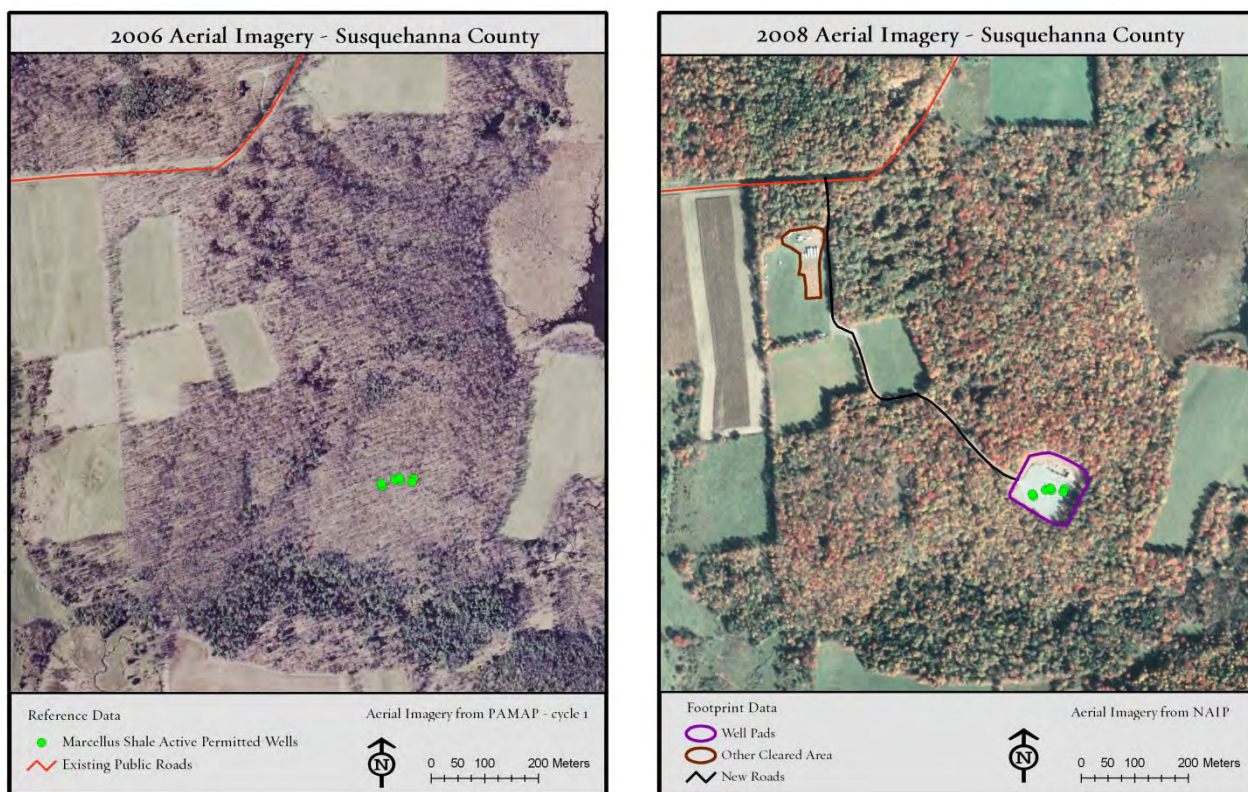 2006 Aerial Imagery - Susquehanna County
Reference Data
Aerial Imagery from PAMAP - cycle 1
Marcellus Shale Active Permitted Wells
Existing Public Roads
N
0 50 100 200 Meters
2008 Aerial Imagery - Susquehanna County
Footprint Data
Aerial Imagery from NAIP
Well Pads
Other Cleared Area
New Roads
N
0 50 100 200 Meters